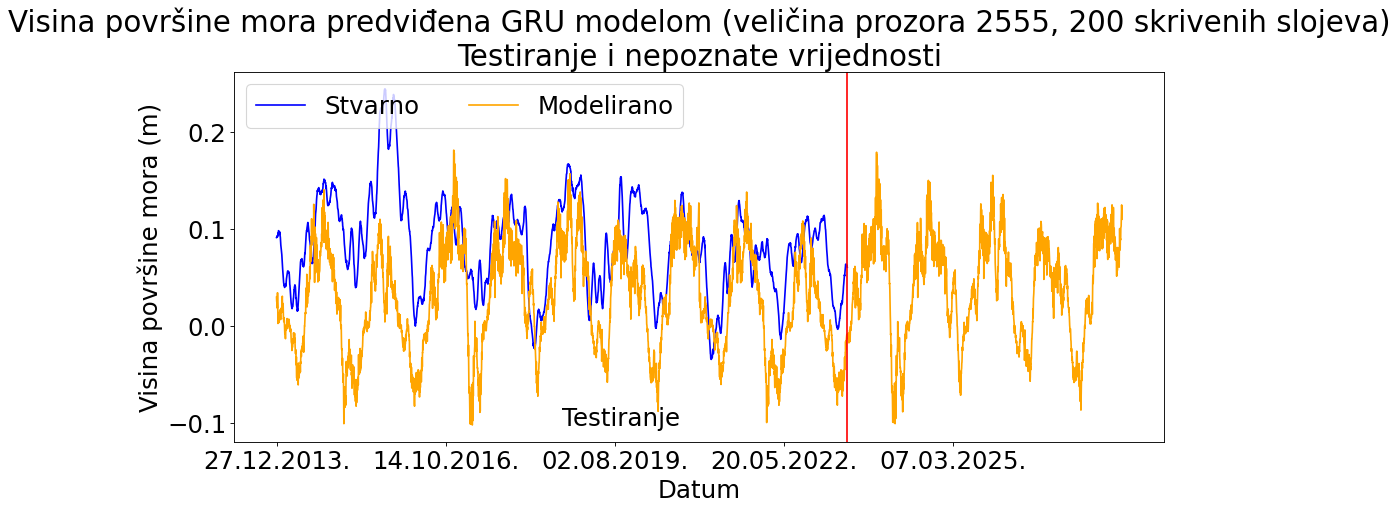 Visina površine mora predviđena GRU modelom (veličina prozora 2555, 200 skrivenih slojeva)
Testiranje i nepoznate vrijednosti
Stvarno
Modelirano
Visina površine mora (m)
0.2
0.1
0.0
−0.1
Testiranje
27.12.2013.
14.10.2016.
02.08.2019.
20.05.2022.
07.03.2025.
Datum